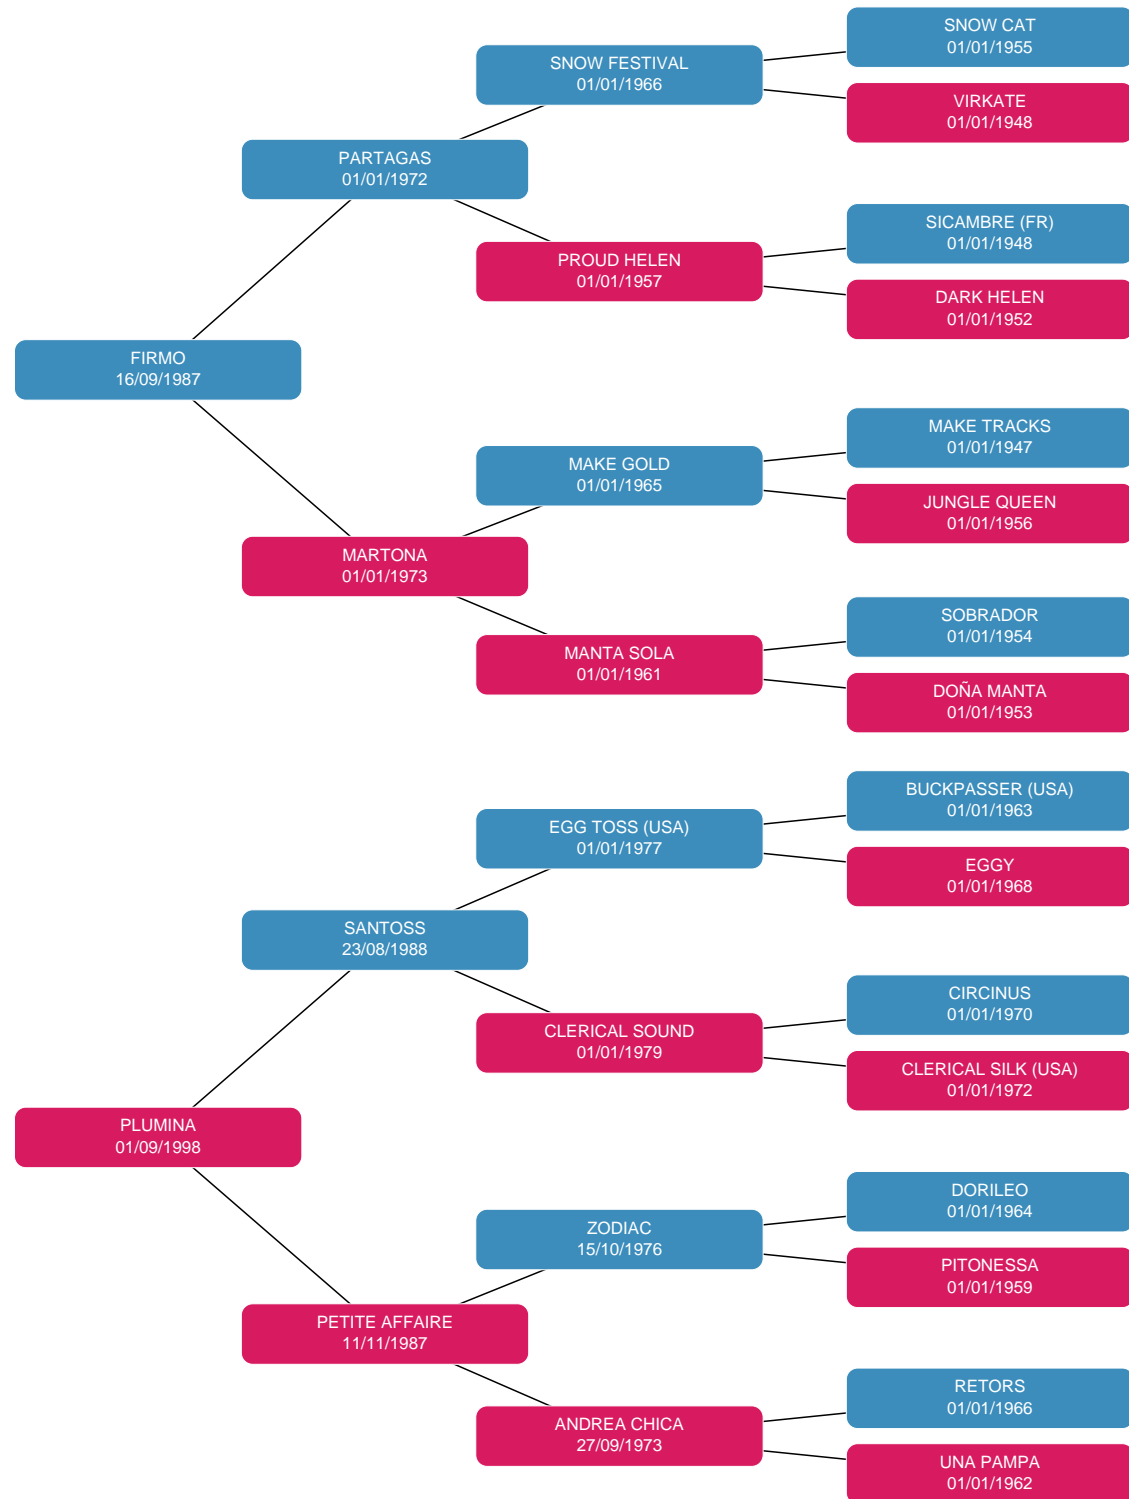 SNOW CAT
01/01/1955
SNOW FESTIVAL
01/01/1966
VIRKATE
01/01/1948
PARTAGAS
01/01/1972
SICAMBRE (FR)
01/01/1948
PROUD HELEN
01/01/1957
DARK HELEN
01/01/1952
FIRMO
16/09/1987
MAKE TRACKS
01/01/1947
MAKE GOLD
01/01/1965
JUNGLE QUEEN
01/01/1956
MARTONA
01/01/1973
SOBRADOR
01/01/1954
MANTA SOLA
01/01/1961
DOÑA MANTA
01/01/1953
BUCKPASSER (USA)
01/01/1963
EGG TOSS (USA)
01/01/1977
EGGY
01/01/1968
SANTOSS
23/08/1988
CIRCINUS
01/01/1970
CLERICAL SOUND
01/01/1979
CLERICAL SILK (USA)
01/01/1972
PLUMINA
01/09/1998
DORILEO
01/01/1964
ZODIAC
15/10/1976
PITONESSA
01/01/1959
PETITE AFFAIRE
11/11/1987
RETORS
01/01/1966
ANDREA CHICA
27/09/1973
UNA PAMPA
01/01/1962